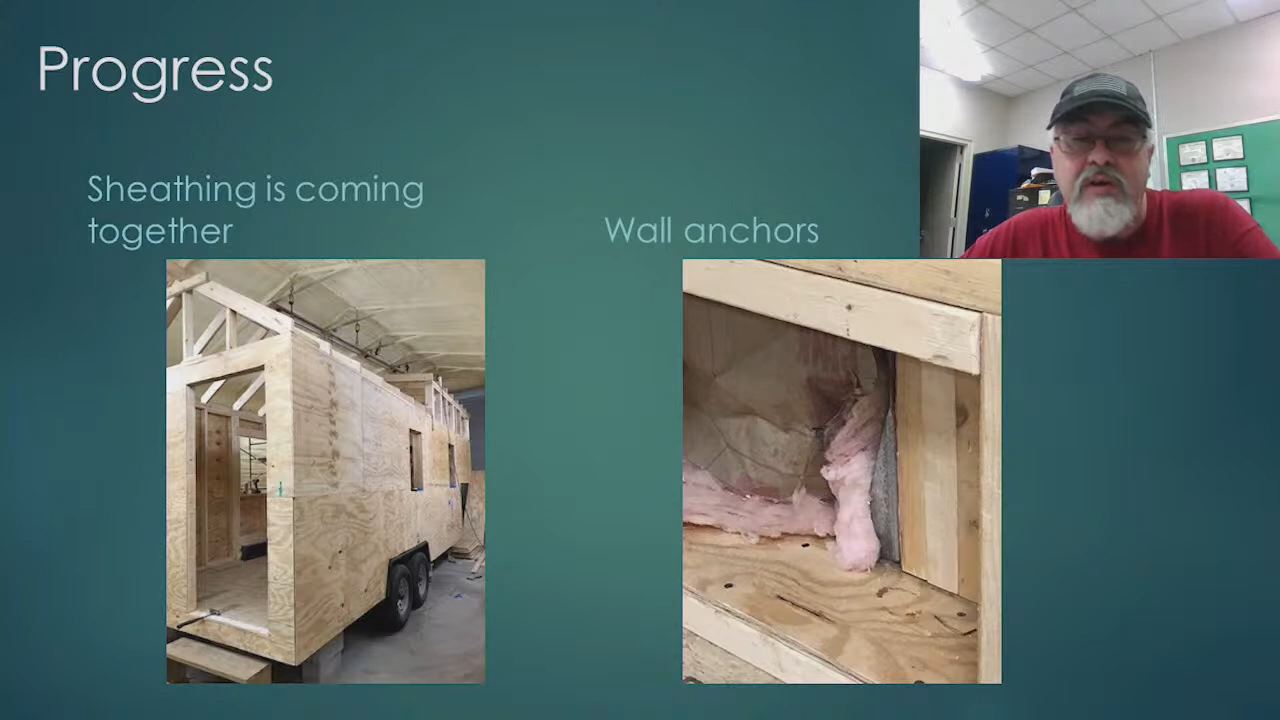 Progress
Sheathing is coming
together
Wall anchors